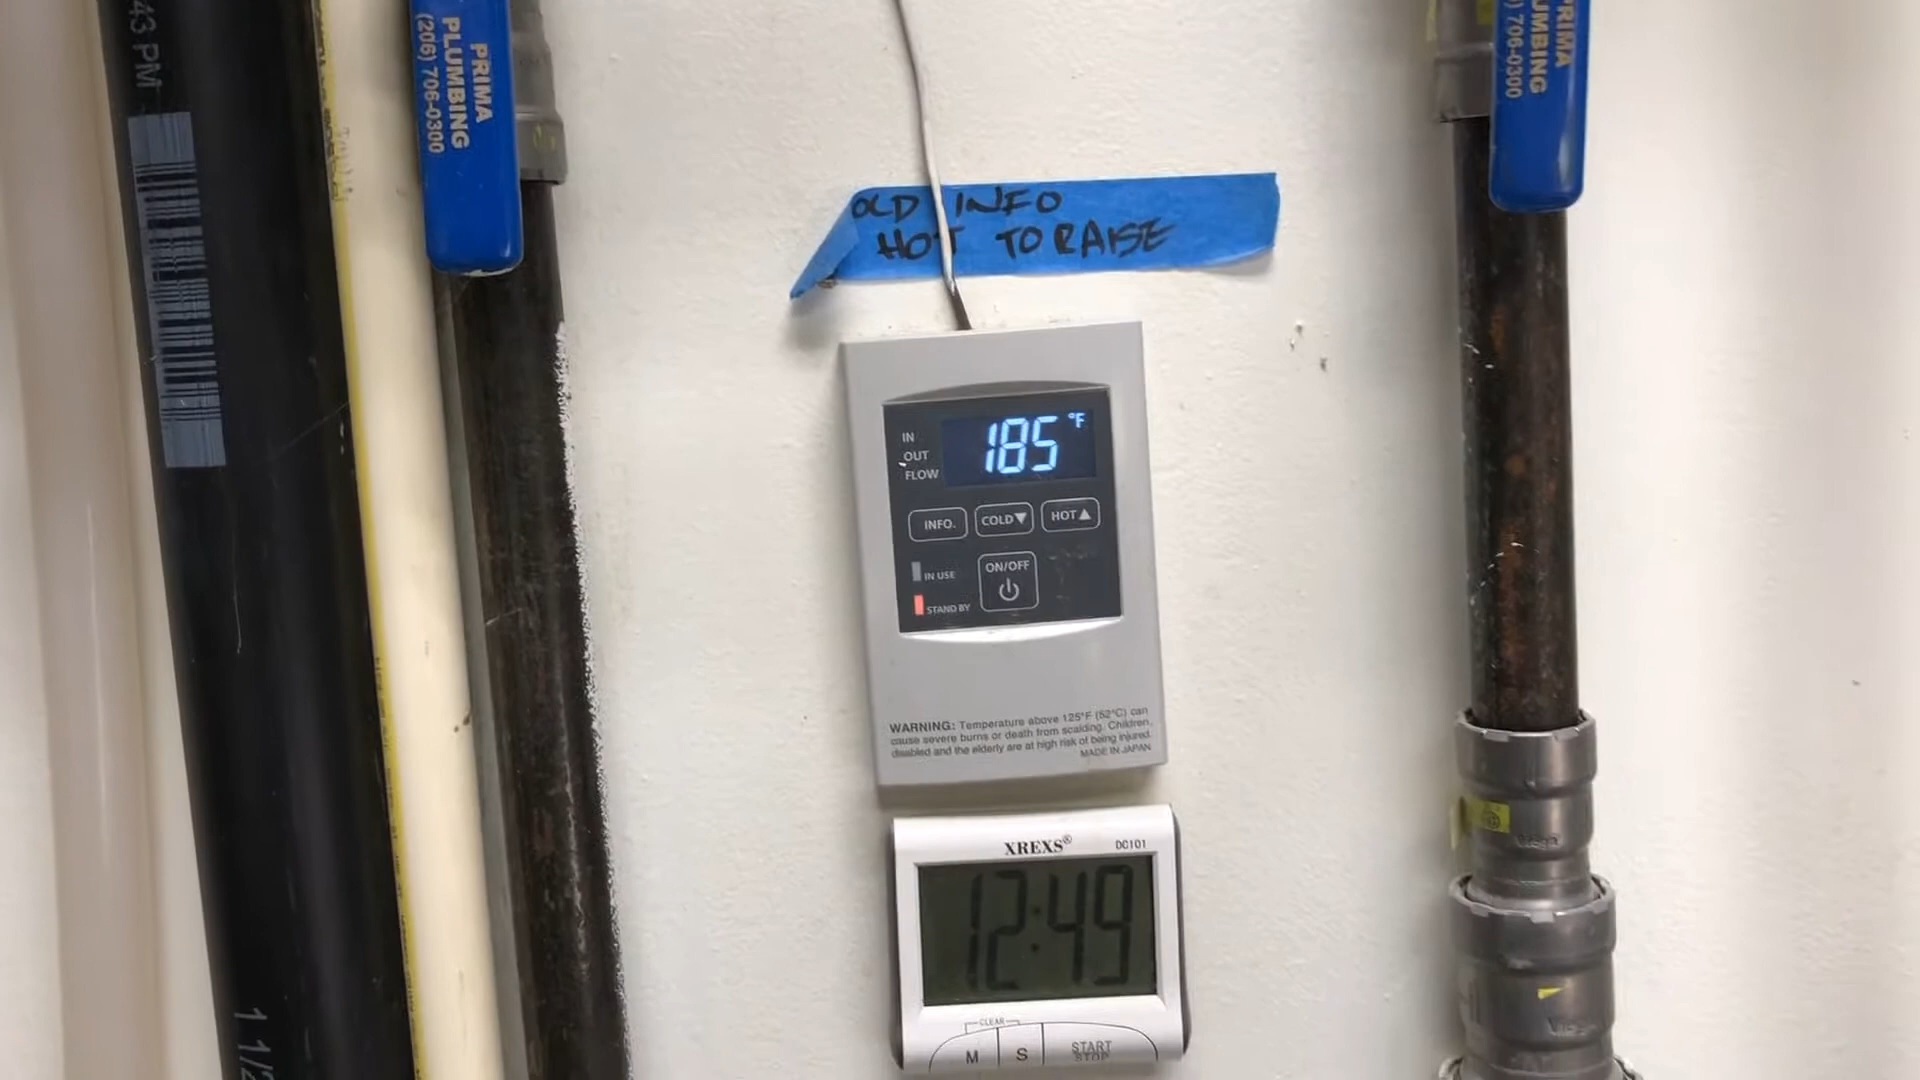 43 PM
PRIMA
PLUMBING
(206) 706-0300
PRIMA
UMBING
) 706-0300
OLD INFO
HOT TO RAISE
185 °F
IN
OUT
FLOW
INFO.
COLD▼
HOT▲
IN USE
ON/OFF
STAND BY
WARNING: Temperature above 125°F (52°C) can
cause severe burns or death from scalding. Children,
disabled and the elderly are at high risk of being injured.
MADE IN JAPAN
XREXS®
DC101
12:49
CLEAR
M
S
START
STOP
1 1/2